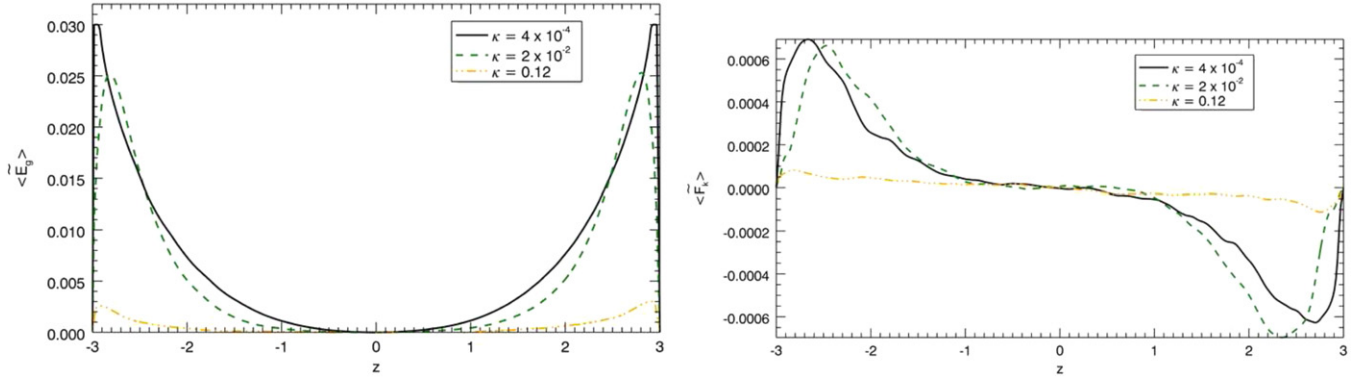 0.030
0.025
0.020
0.015
0.010
0.005
0.000
<Ẽg>
κ = 4 x 10⁻⁴
κ = 2 x 10⁻²
κ = 0.12
-3 -2 -1 0 1 2 3
z
0.0006
0.0004
0.0002
0.0000
-0.0002
-0.0004
-0.0006
<F̃k>
κ = 4 x 10⁻⁴
κ = 2 x 10⁻²
κ = 0.12
-3 -2 -1 0 1 2 3
z